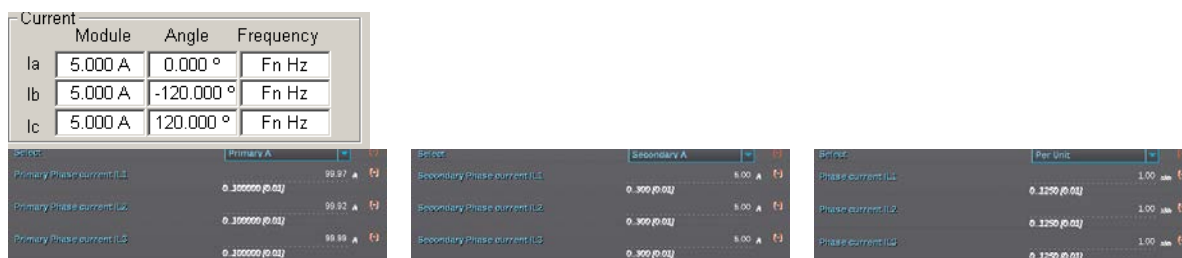 Current
Module Angle Frequency
Ia 5.000 A 0.000 º Fn Hz
Ib 5.000 A -120.000 º Fn Hz
Ic 5.000 A 120.000 º Fn Hz
Select Primary A
Primary Phase current IL1 99.97 A
0..300000 [0.01]
Primary Phase current IL2 99.92 A
0..300000 [0.01]
Primary Phase current IL3 99.99 A
0..300000 [0.01]
Select Secondary A
Secondary Phase current IL1 5.00 A
0..300 [0.01]
Secondary Phase current IL2 5.00 A
0..300 [0.01]
Secondary Phase current IL3 5.00 A
0..300 [0.01]
Select Per Unit
Phase current IL1 1.00
0..1250 [0.01]
Phase current IL2 1.00
0..1250 [0.01]
Phase current IL3 1.00
0..1250 [0.01]